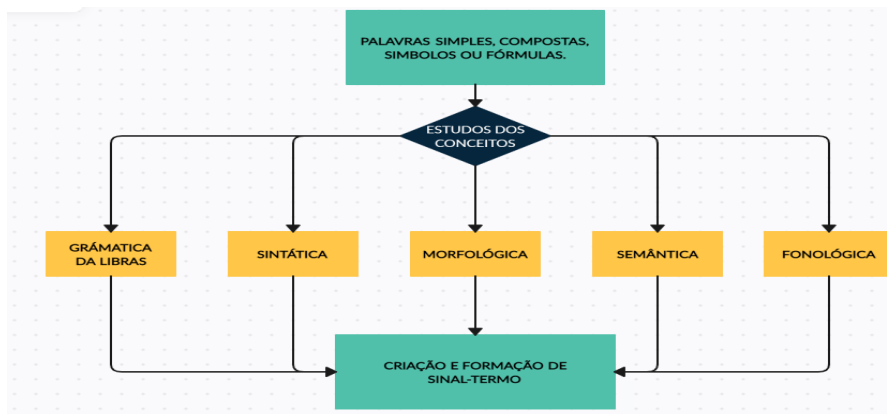 PALAVRAS SIMPLES, COMPOSTAS,
SIMBOLOS OU FÓRMULAS.
ESTUDOS DOS
CONCEITOS
GRÁMATICA
DA LIBRAS
SINTÁTICA
MORFOLÓGICA
SEMÂNTICA
FONOLÓGICA
CRIAÇÃO E FORMAÇÃO DE
SINAL-TERMO